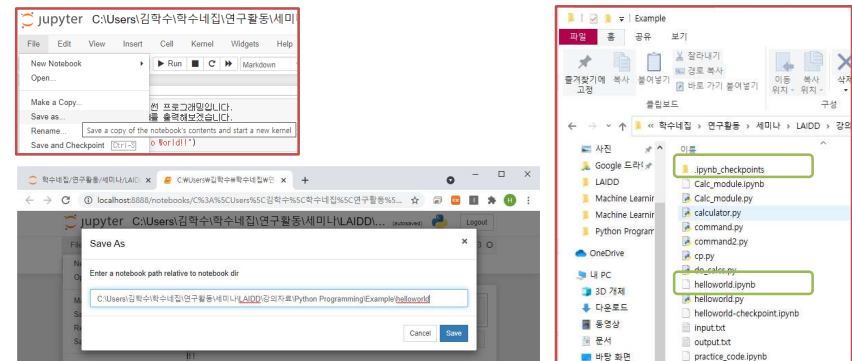 jupyter C:\Users\김학수\학수네집\연구활동\세미나
File Edit View Insert Cell Kernel Widgets Help
New Notebook
Run
Markdown
Open...
Make a Copy...
썬 프로그래밍입니다.
Save as...
를 출력해보겠습니다.
Rename...
Save a copy of the notebook's contents and start a new kernel
Save and Checkpoint Ctrl-S
o World!!")
학수네집/연구활동/세미나/LAID
C:₩Users₩김학수₩학수네집₩연
localhost:8888/notebooks/C%3A%5CUsers%5C김학수%5C학수네집%5C연구활동%5...
jupyter C:\Users\김학수\학수네집\연구활동\세미나\LAIDD\... (autosaved)
Logout
Save As
Enter a notebook path relative to notebook dir
C:\Users\김학수\학수네집\연구활동\세미나\LAIDD\강의자료\Python Programming\Example\helloworld
Cancel Save
Example
파일 홈 공유 보기
즐겨찾기에 고정
복사
붙여넣기
잘라내기
경로 복사
바로 가기 붙여넣기
이동 위치
복사 위치
삭제
클립보드
구성
« 학수네집 > 연구활동 > 세미나 > LAIDD > 강의
이름
사진
Google 드라
LAIDD
Machine Learnin
Machine Learnin
Python Program
OneDrive
내 PC
3D 개체
다운로드
동영상
문서
바탕 화면
.ipynb_checkpoints
Calc_module.ipynb
Calc_module.py
calculator.py
command.py
command2.py
cp.py
do_calcs.py
helloworld.ipynb
helloworld.py
helloworld-checkpoint.ipynb
input.txt
output.txt
practice_code.ipynb